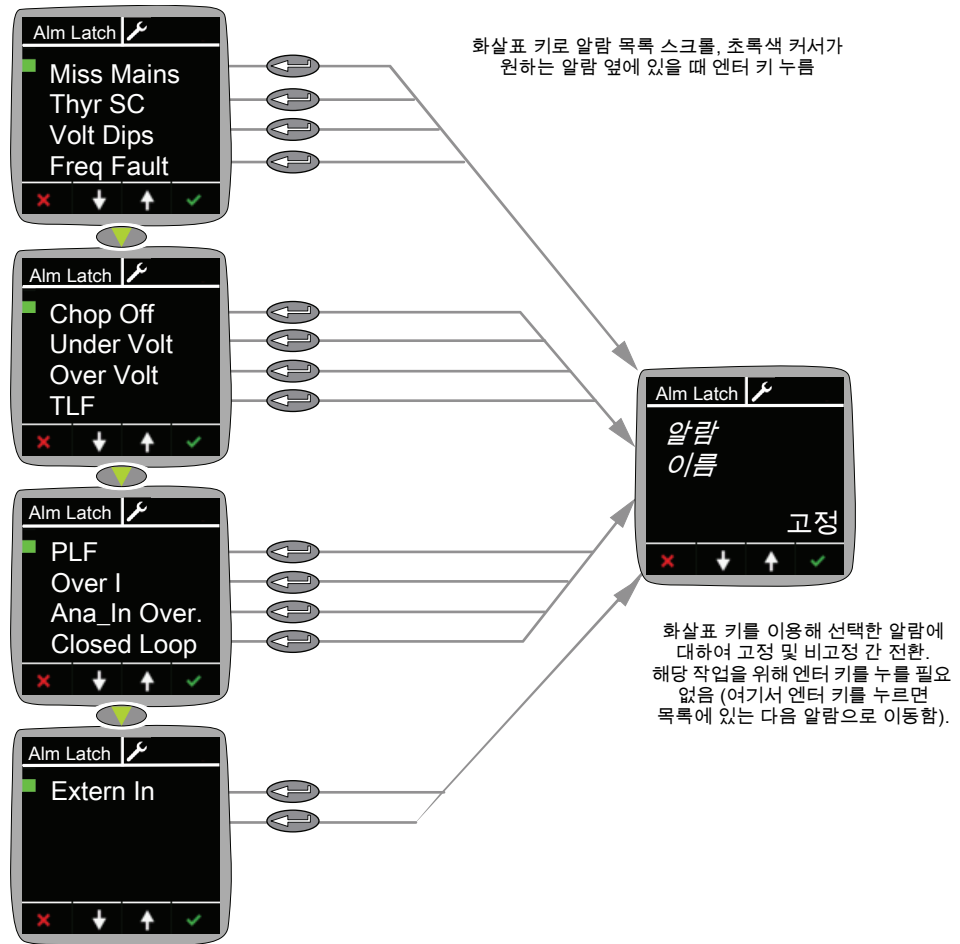 Alm Latch
Miss Mains
Thyr SC
Volt Dips
Freq Fault
화살표 키로 알람 목록 스크롤, 초록색 커서가
원하는 알람 옆에 있을 때 엔터 키 누름
Alm Latch
Chop Off
Under Volt
Over Volt
TLF
Alm Latch
알람
이름
고정
Alm Latch
PLF
Over I
Ana_In Over.
Closed Loop
화살표 키를 이용해 선택한 알람에
대하여 고정 및 비고정 간 전환.
해당 작업을 위해 엔터 키를 누를 필요
없음 (여기서 엔터 키를 누르면
목록에 있는 다음 알람으로 이동함).
Alm Latch
Extern In